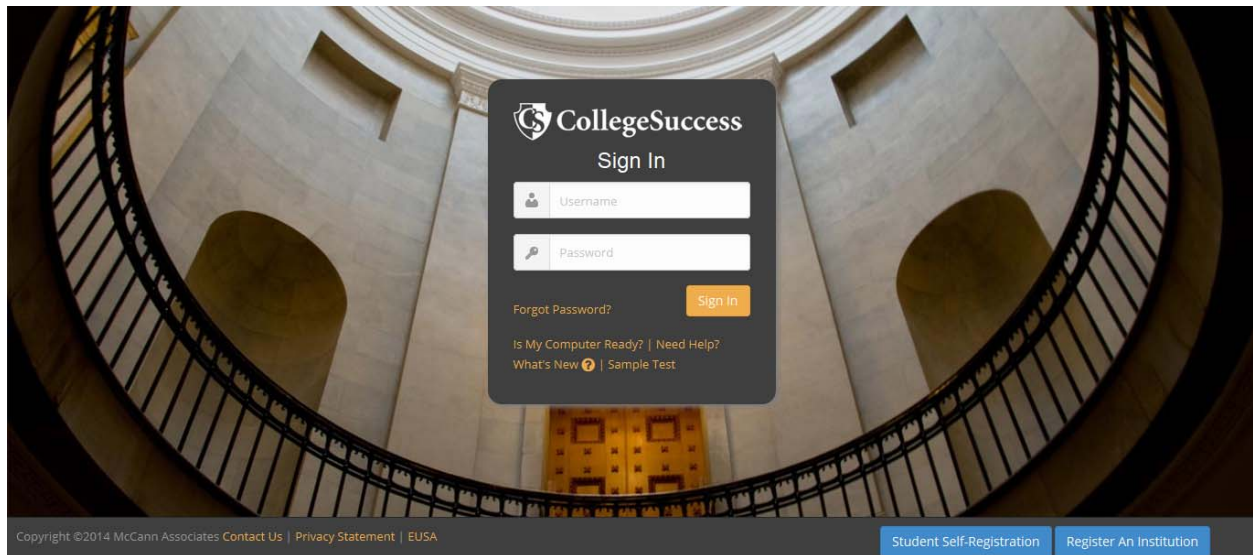 CS CollegeSuccess
Sign In
Username
Password
Forgot Password? Sign In
Is My Computer Ready? | Need Help?
What's New ? | Sample Test
Copyright ©2014 McCann Associates Contact Us | Privacy Statement | EUSA Student Self-Registration Register An Institution